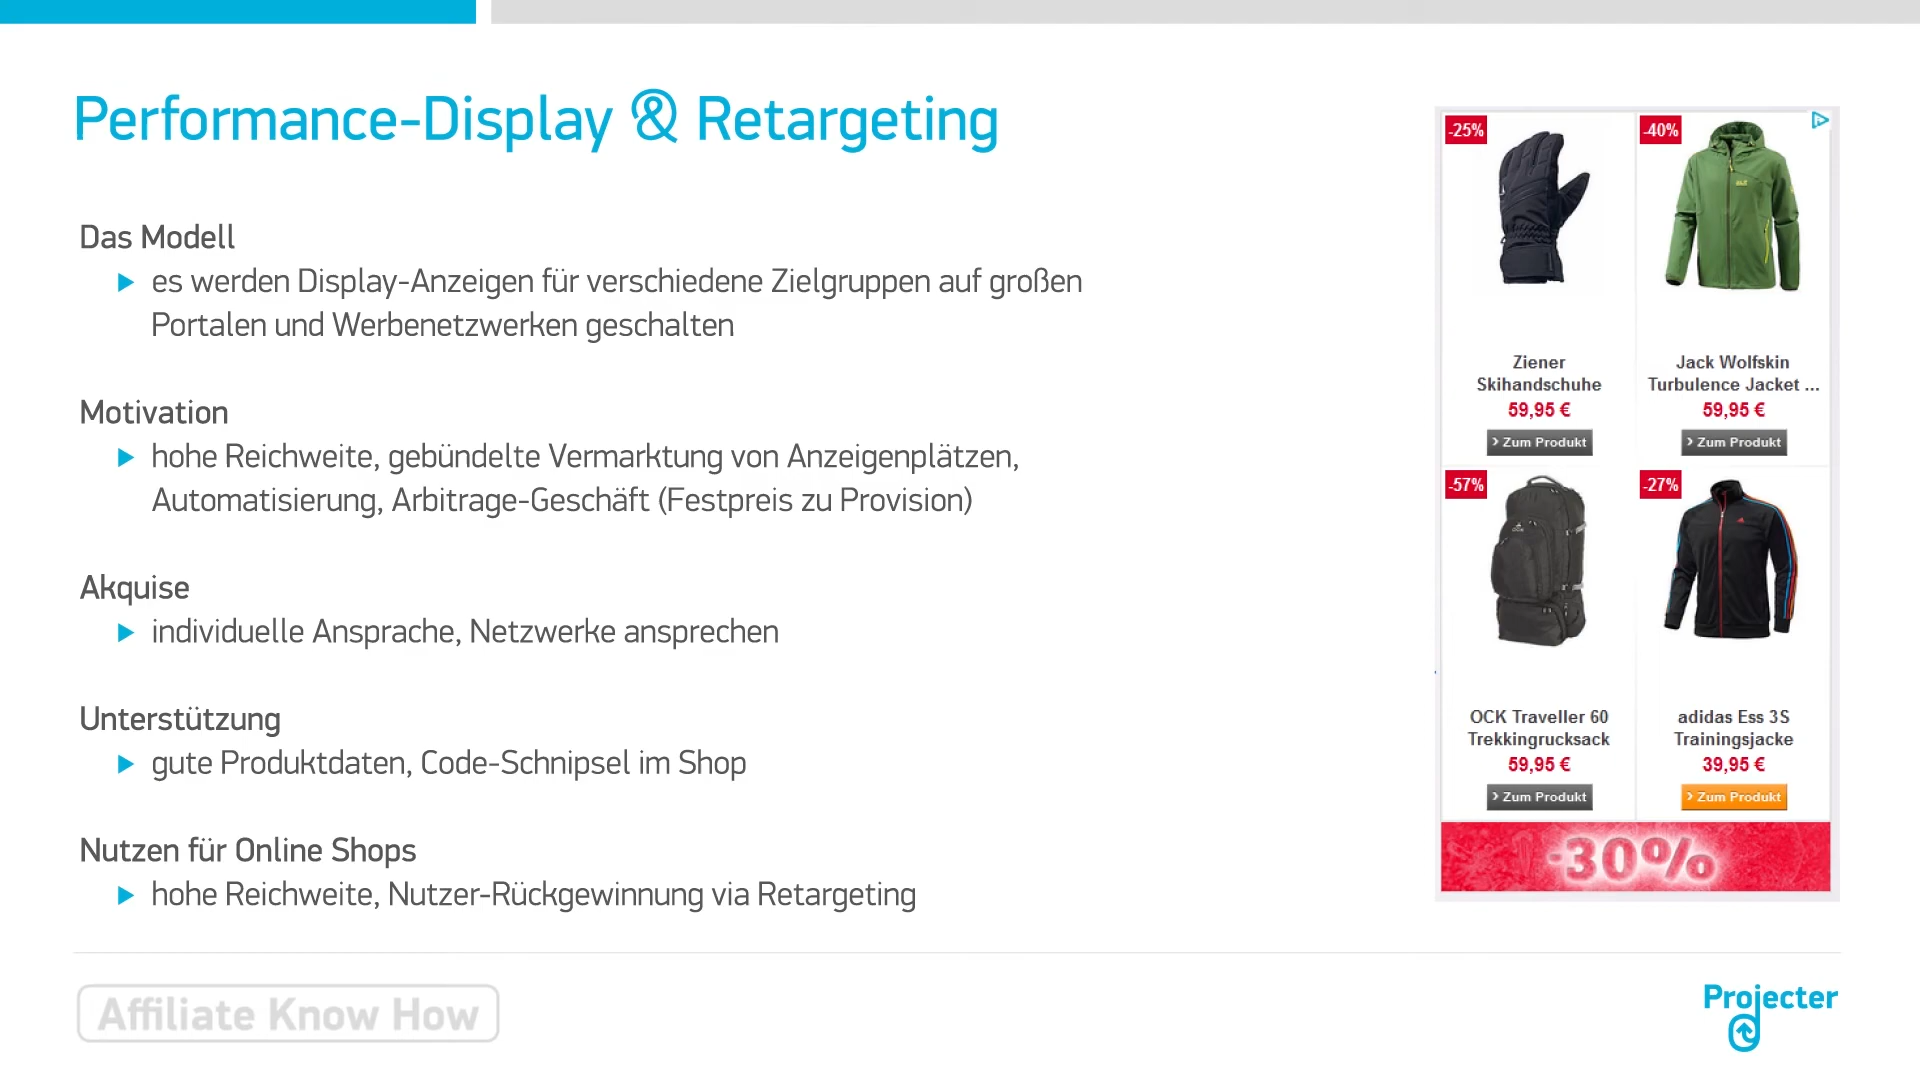 Performance-Display & Retargeting
Das Modell
es werden Display-Anzeigen für verschiedene Zielgruppen auf großen
Portalen und Werbenetzwerken geschalten
Motivation
hohe Reichweite, gebündelte Vermarktung von Anzeigenplätzen,
Automatisierung, Arbitrage-Geschäft (Festpreis zu Provision)
Akquise
individuelle Ansprache, Netzwerke ansprechen
Unterstützung
gute Produktdaten, Code-Schnipsel im Shop
Nutzen für Online Shops
hohe Reichweite, Nutzer-Rückgewinnung via Retargeting
-25%
Ziener
Skihandschuhe
59,95 €
› Zum Produkt
-40%
Jack Wolfskin
Turbulence Jacket ...
59,95 €
› Zum Produkt
-57%
OCK Traveller 60
Trekkingrucksack
59,95 €
› Zum Produkt
-27%
adidas Ess 3S
Trainingsjacke
39,95 €
› Zum Produkt
-30%
Affiliate Know How
Projecter